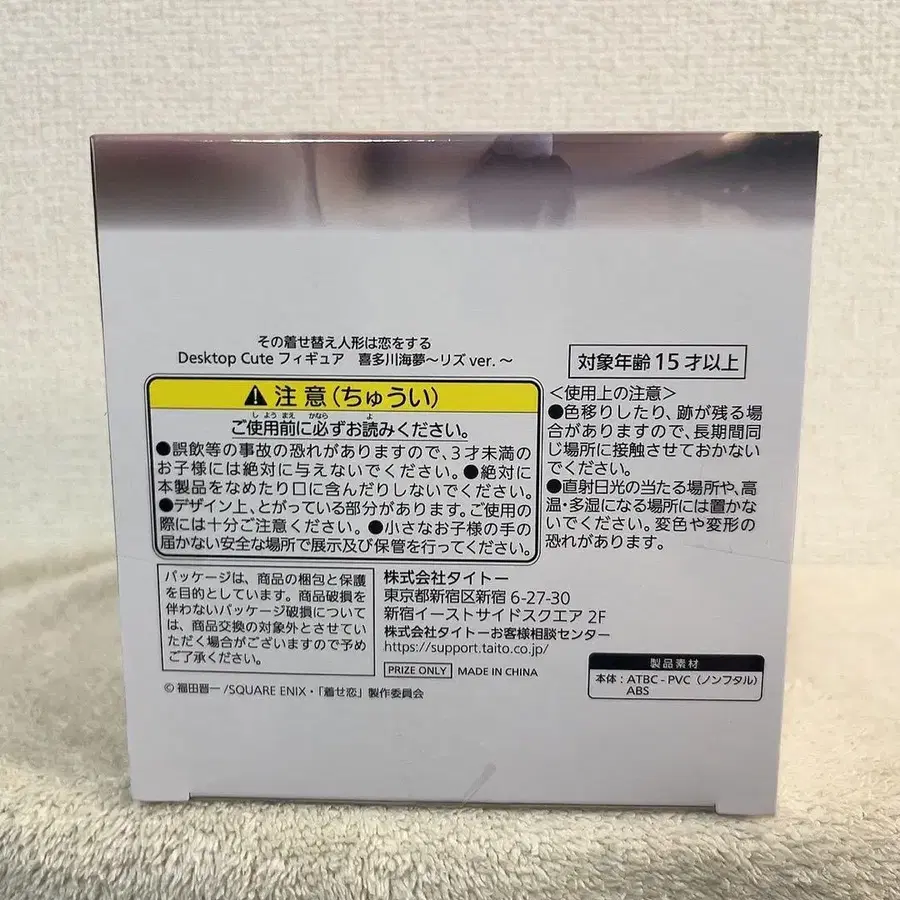 その着せ替え人形は恋をする
Desktop Cute フィギュア　喜多川海夢～リズ ver. ～
対象年齢 15 才以上
⚠ 注意（ちゅうい）
しようまえ かなら よ
ご使用前に必ずお読みください。
●誤飲等の事故の恐れがありますので、3才未満の
お子様には絶対に与えないでください。●絶対に
本製品をなめたり口に含んだりしないでください。
●デザイン上、とがっている部分があります。ご使用の
際には十分ご注意ください。●小さなお子様の手の
届かない安全な場所で展示及び保管を行ってください。
＜使用上の注意＞
●色移りしたり、跡が残る場
合がありますので、長期間同
じ場所に接触させておかない
でください。
●直射日光の当たる場所や、高
温・多湿になる場所には置かな
いでください。変色や変形の
恐れがあります。
パッケージは、商品の梱包と保護
を目的としています。商品破損を
伴わないパッケージ破損について
は、商品交換の対象外とさせてい
ただく場合がございますので予め
ご了承ください。
株式会社タイトー
東京都新宿区新宿 6-27-30
新宿イーストサイドスクエア 2F
株式会社タイトーお客様相談センター
https://support.taito.co.jp/
PRIZE ONLY MADE IN CHINA
製品素材
本体：ATBC-PVC（ノンフタル）
ABS
© 福田晋一/SQUARE ENIX・「着せ恋」製作委員会